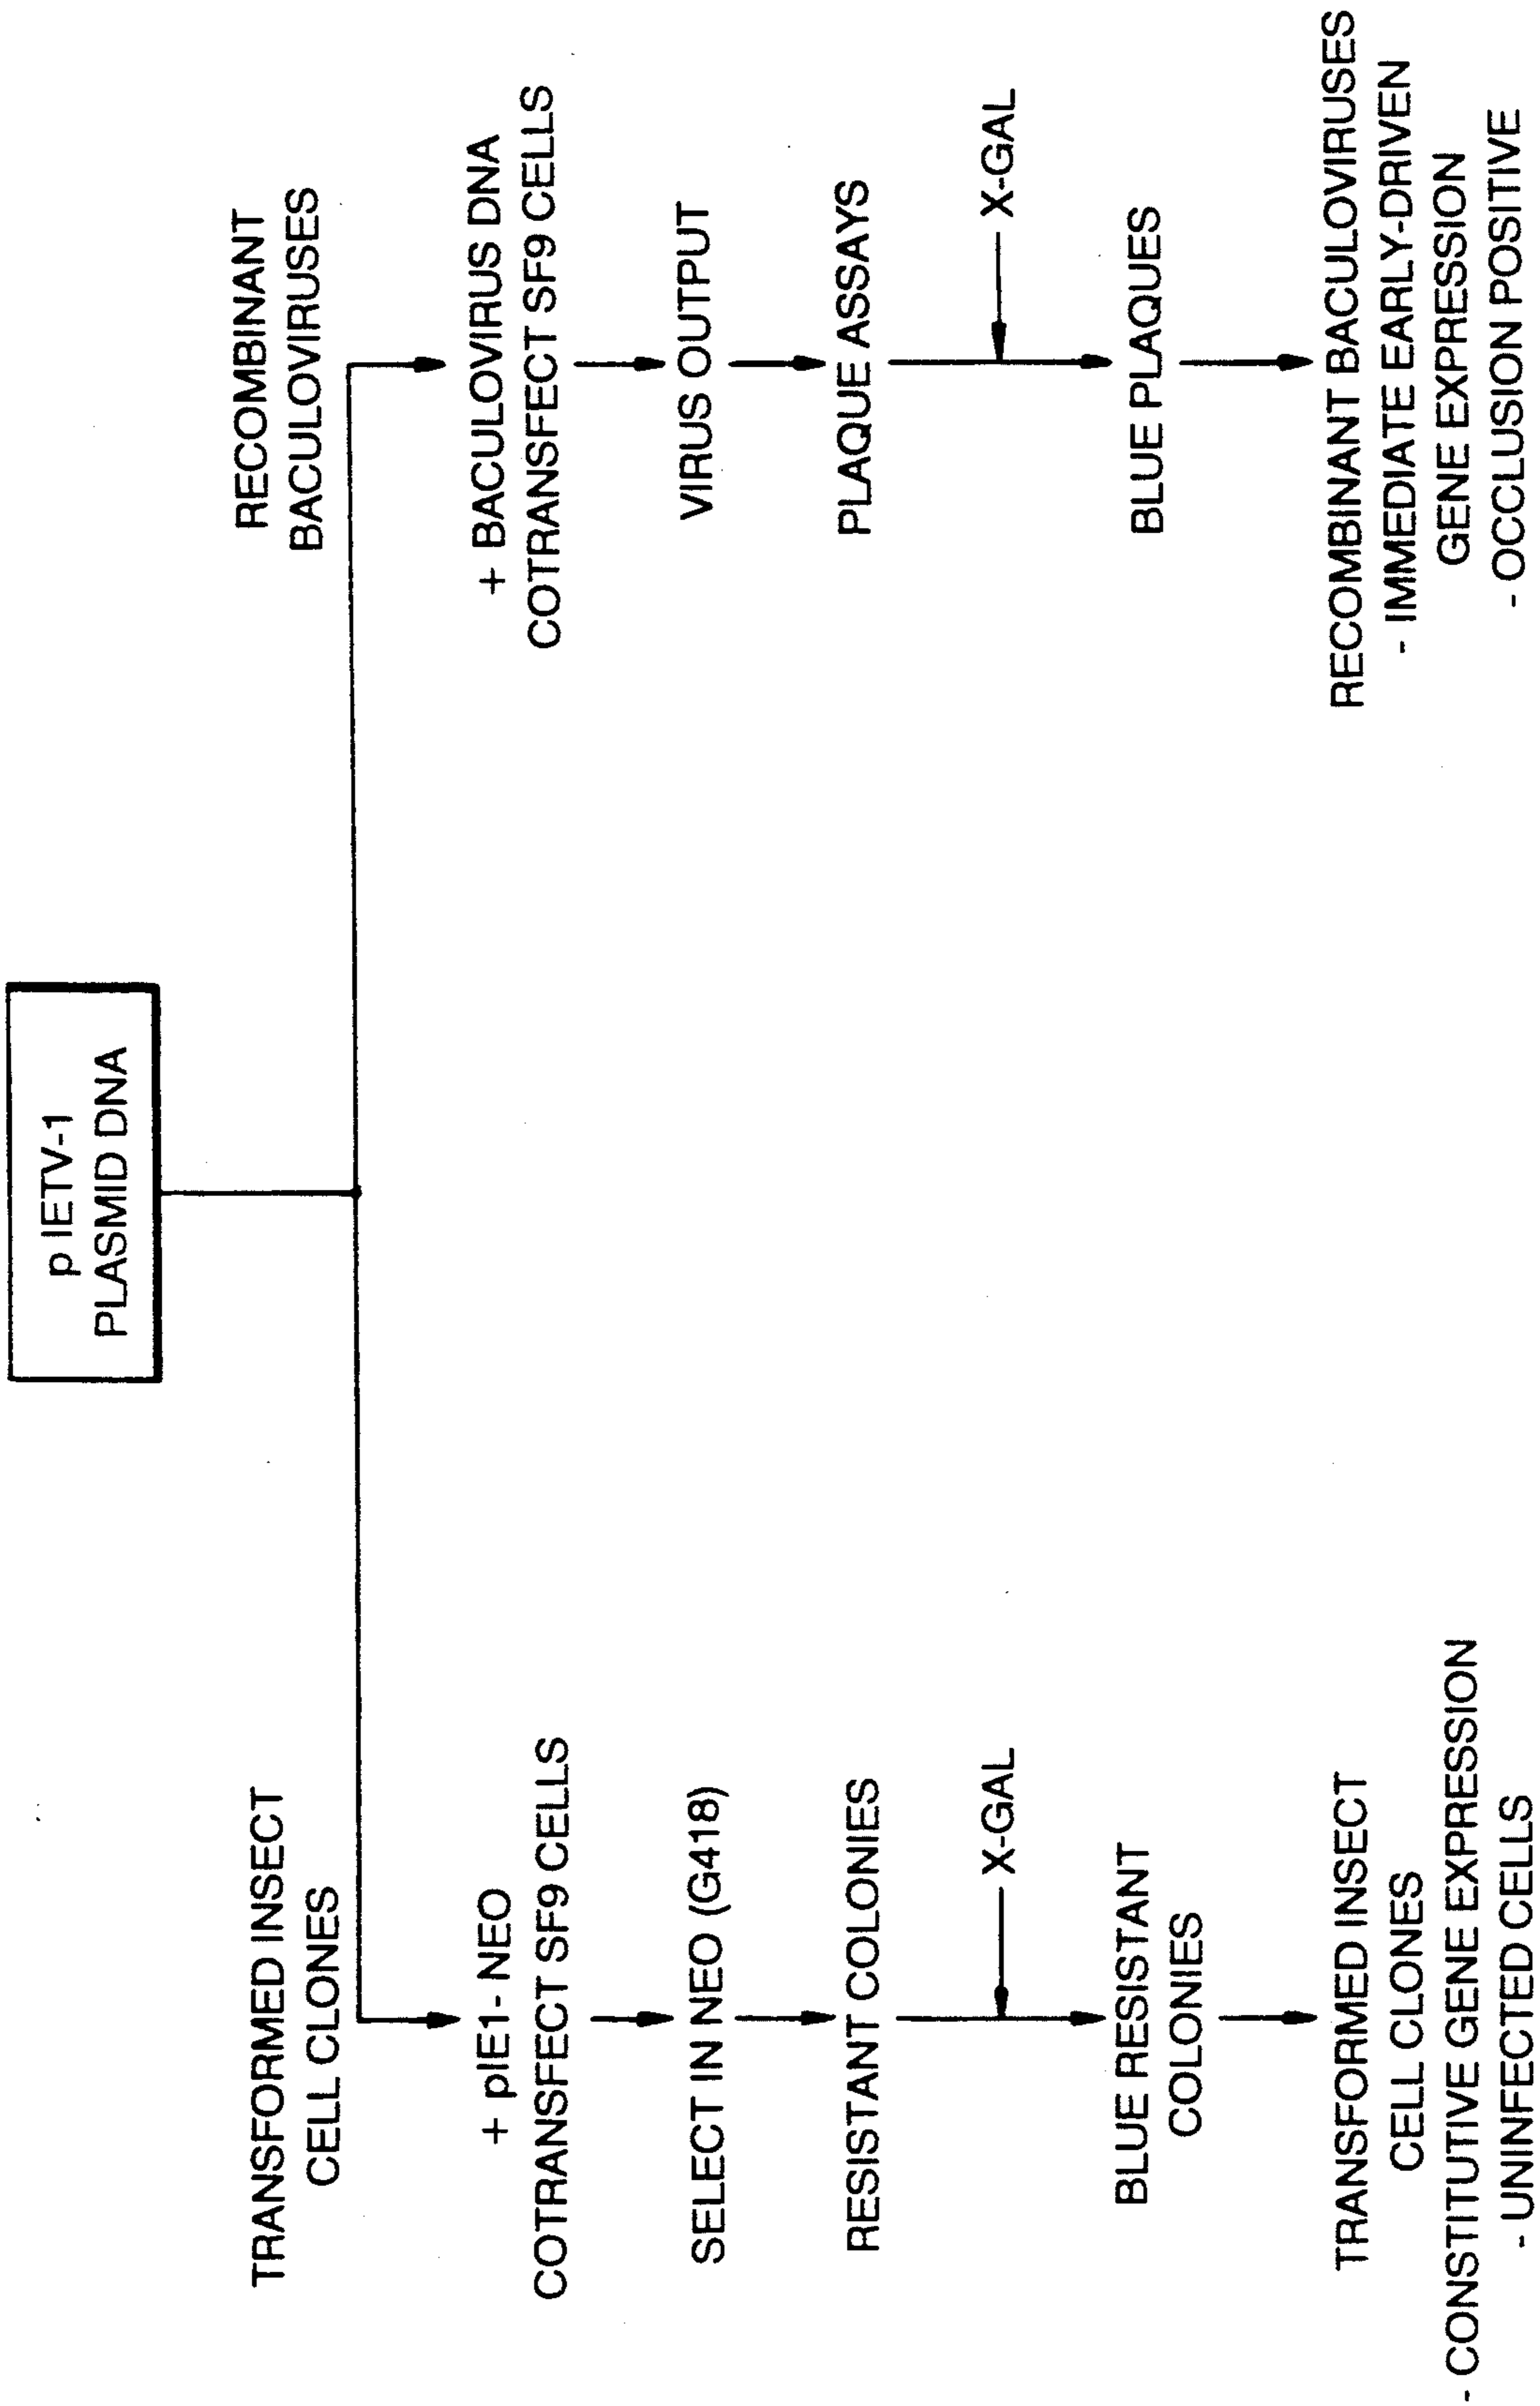 p IETV-1
PLASMID DNA
TRANSFORMED INSECT
CELL CLONES
+ pIE1- NEO
COTRANSFECT SF9 CELLS
SELECT IN NEO (G418)
RESISTANT COLONIES
X-GAL
BLUE RESISTANT
COLONIES
TRANSFORMED INSECT
CELL CLONES
- CONSTITUTIVE GENE EXPRESSION
- UNINFECTED CELLS
RECOMBINANT
BACULOVIRUSES
+ BACULOVIRUS DNA
COTRANSFECT SF9 CELLS
VIRUS OUTPUT
PLAQUE ASSAYS
X-GAL
BLUE PLAQUES
RECOMBINANT BACULOVIRUSES
- IMMEDIATE EARLY-DRIVEN
GENE EXPRESSION
- OCCLUSION POSITIVE